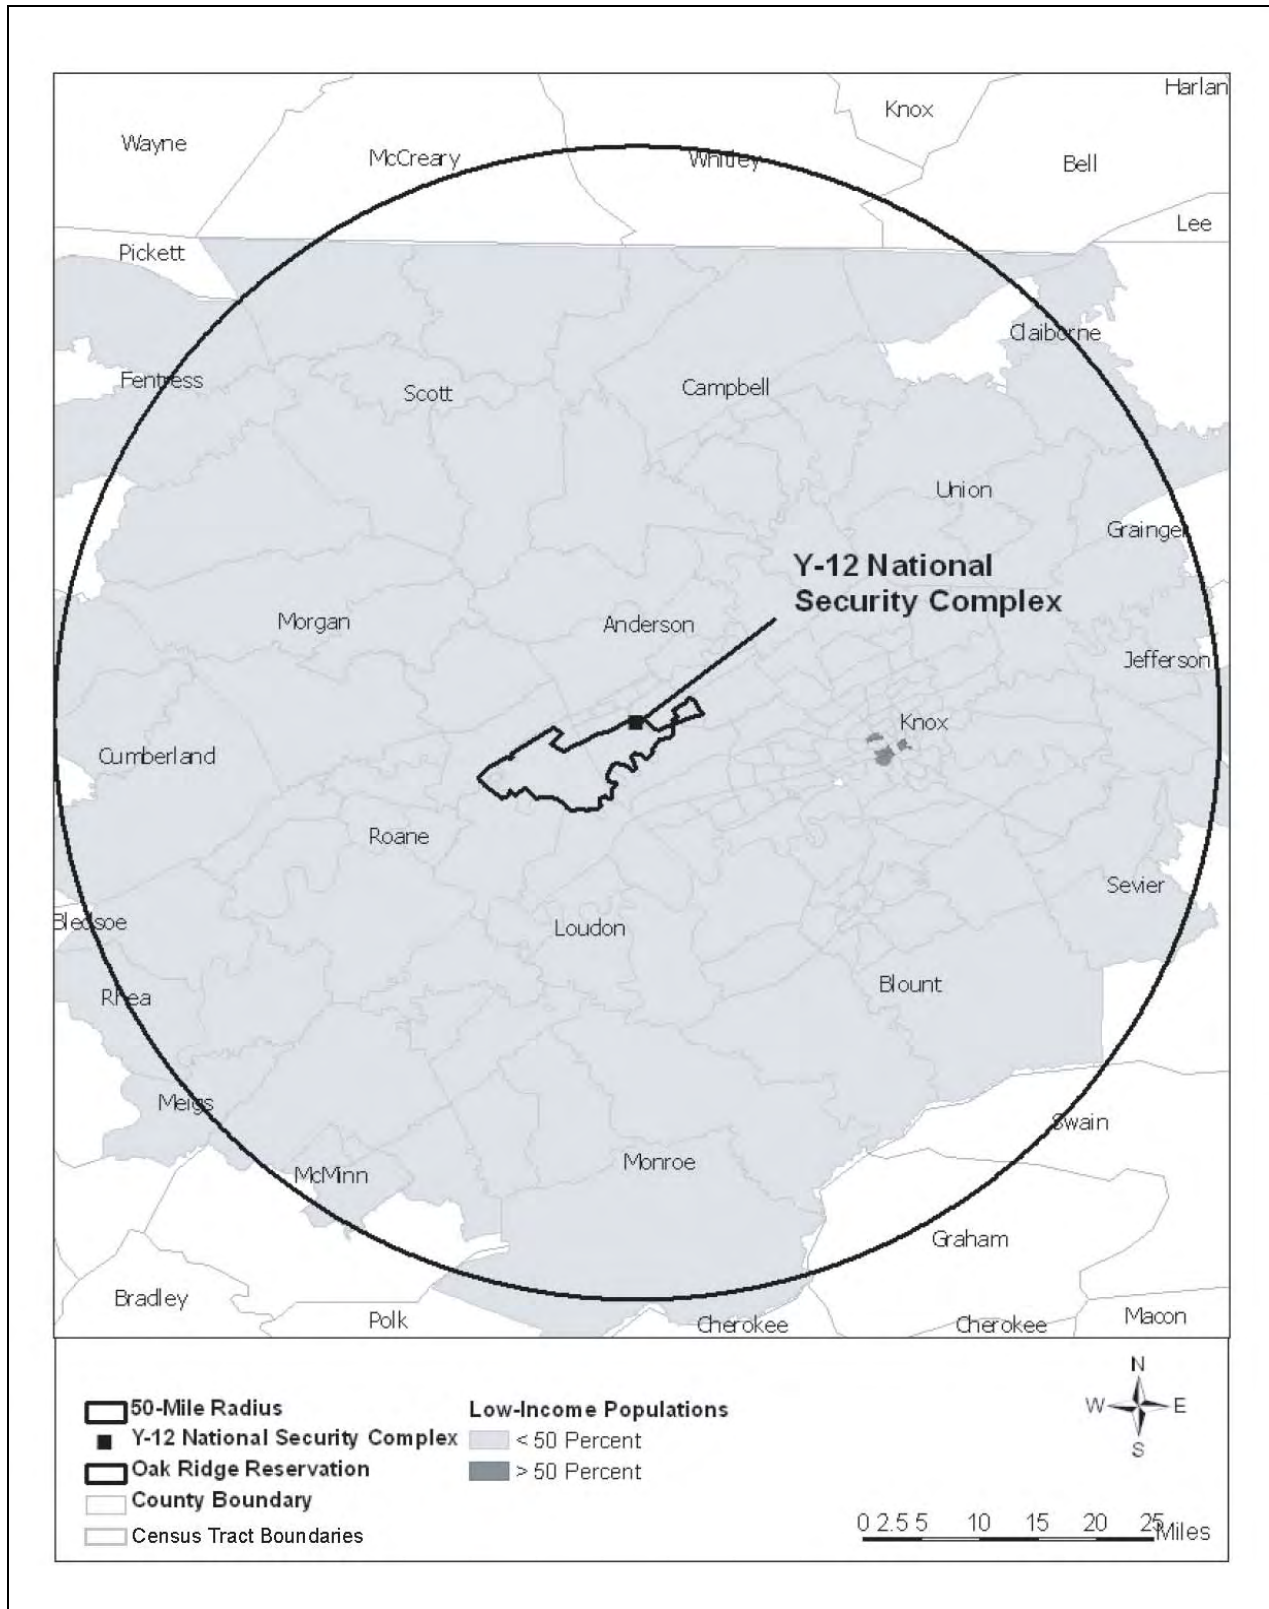 Harlan
Knox
Wayne
McCreary
Whitley
Bell
Lee
Pickett
Claiborne
Fentress
Scott
Campbell
Union
Grainger
Y-12 National
Security Complex
Morgan
Anderson
Jefferson
Knox
Cumberland
Roane
Sevier
Bledsoe
Loudon
Blount
Rhea
Meigs
Swain
Monroe
McMinn
Graham
Bradley
Polk
Cherokee
Cherokee
Macon
50-Mile Radius
Y-12 National Security Complex
Oak Ridge Reservation
County Boundary
Census Tract Boundaries
Low-Income Populations
< 50 Percent
> 50 Percent
N
W E
S
0 2.5 5 10 15 20 25 Miles